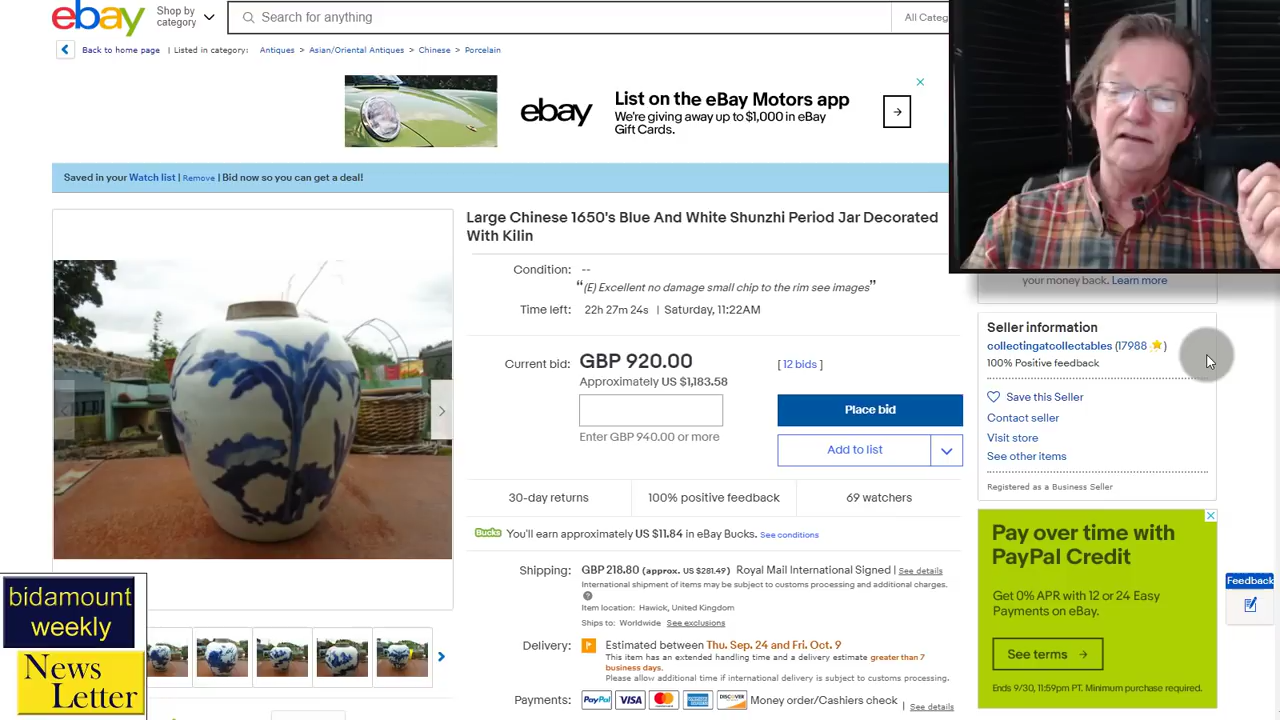 ebay
Shop by
category
Search for anything
All Categ
Back to home page | Listed in category: Antiques > Asian/Oriental Antiques > Chinese > Porcelain
ebay
List on the eBay Motors app
We're giving away up to $1,000 in eBay
Gift Cards.
Saved in your Watch list | Remove | Bid now so you can get a deal!
Large Chinese 1650's Blue And White Shunzhi Period Jar Decorated
With Kilin
Condition: --
“(E) Excellent no damage small chip to the rim see images”
Time left: 22h 27m 24s | Saturday, 11:22AM
Current bid: GBP 920.00 [ 12 bids ]
Approximately US $1,183.58
Place bid
Enter GBP 940.00 or more
Add to list
30-day returns 100% positive feedback 69 watchers
Bucks You'll earn approximately US $11.84 in eBay Bucks. See conditions
Shipping: GBP 218.80 (approx. US $281.49) Royal Mail International Signed | See details
International shipment of items may be subject to customs processing and additional charges.
Item location: Hawick, United Kingdom
Ships to: Worldwide See exclusions
Delivery: Estimated between Thu. Sep. 24 and Fri. Oct. 9
This item has an extended handling time and a delivery estimate greater than 7
business days.
Please allow additional time if international delivery is subject to customs processing.
Payments: PayPal VISA DISCOVER Money order/Cashiers check | See details
your money back. Learn more
Seller information
collectingatcollectables (17988 )
100% Positive feedback
Save this Seller
Contact seller
Visit store
See other items
Registered as a Business Seller
Pay over time with
PayPal Credit
Get 0% APR with 12 or 24 Easy
Payments on eBay.
See terms
Ends 9/30, 11:59pm PT. Minimum purchase required.
Feedback
bidamount
weekly
News
Letter